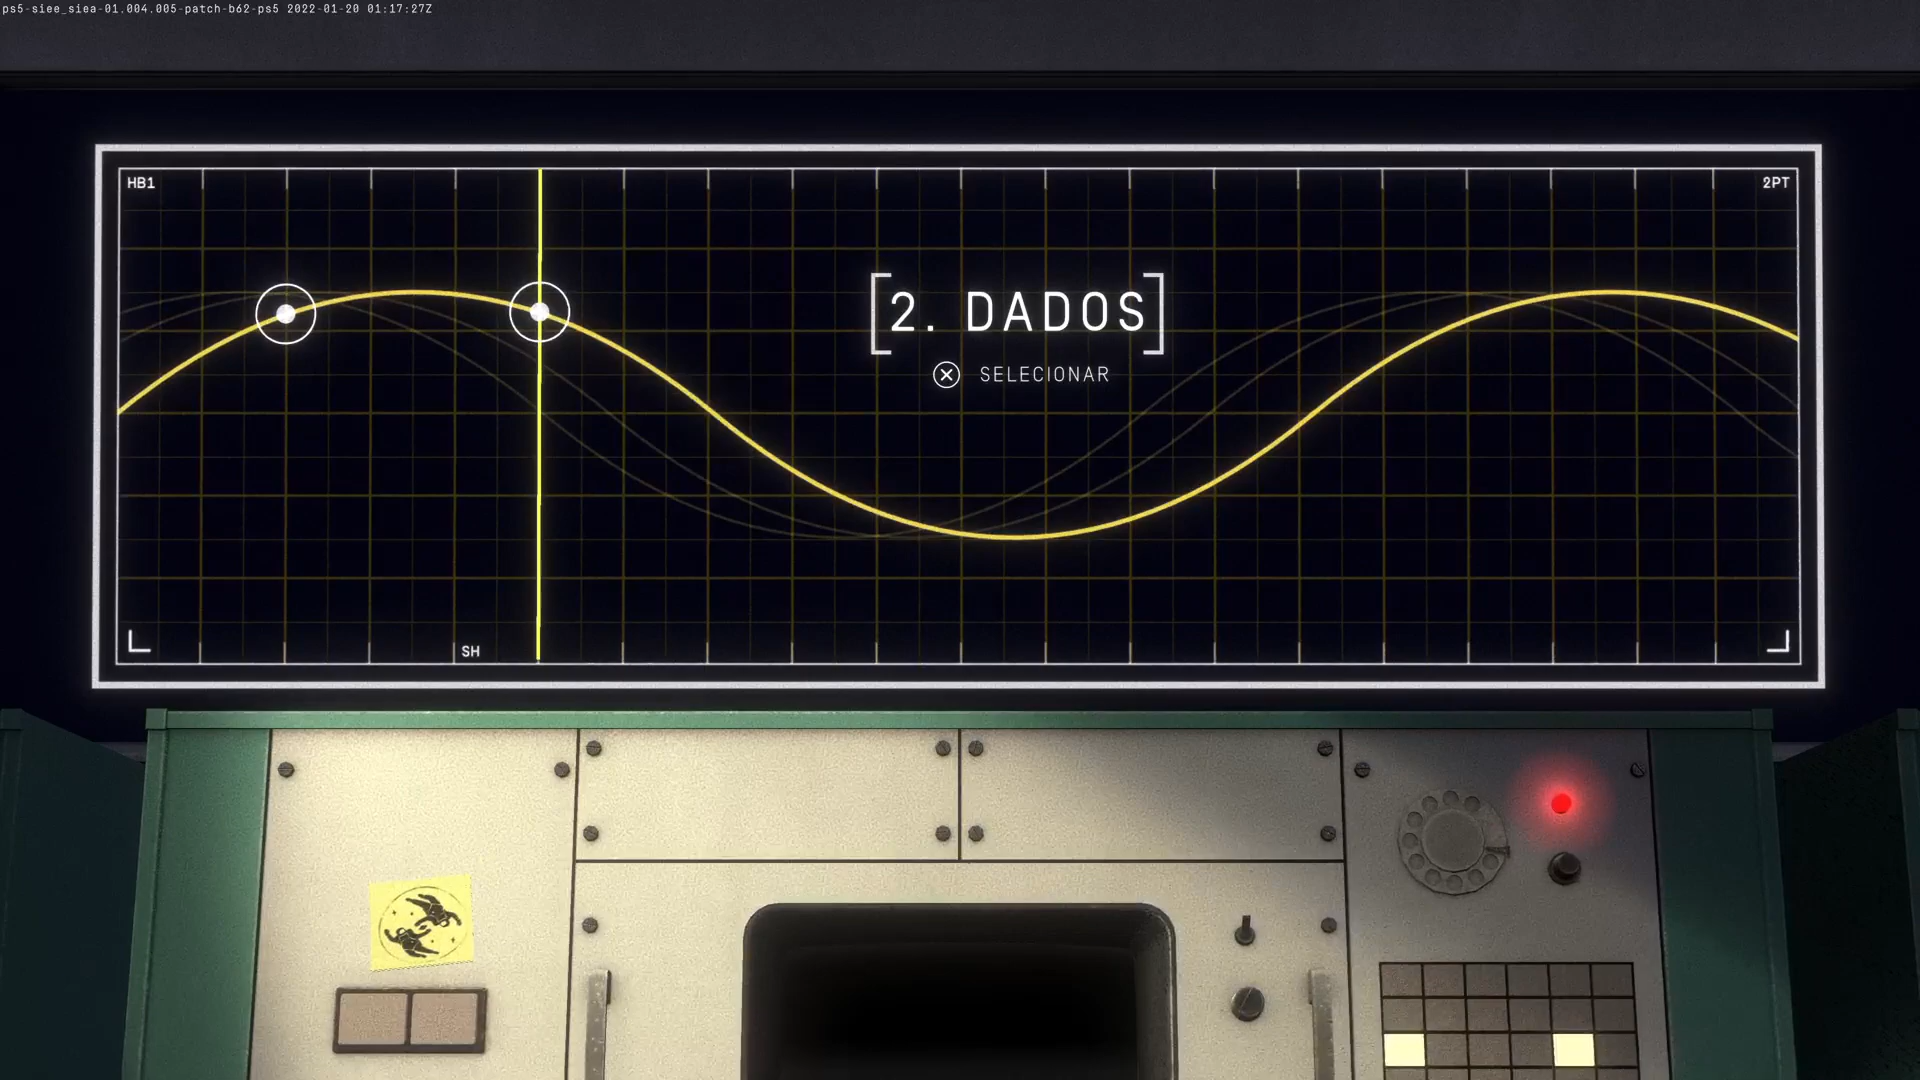 ps5-siee_siea-01.004.005-patch-b62-ps5 2022-01-20 01:17:27Z
HB1
2PT
[2. DADOS]
SELECIONAR
SH